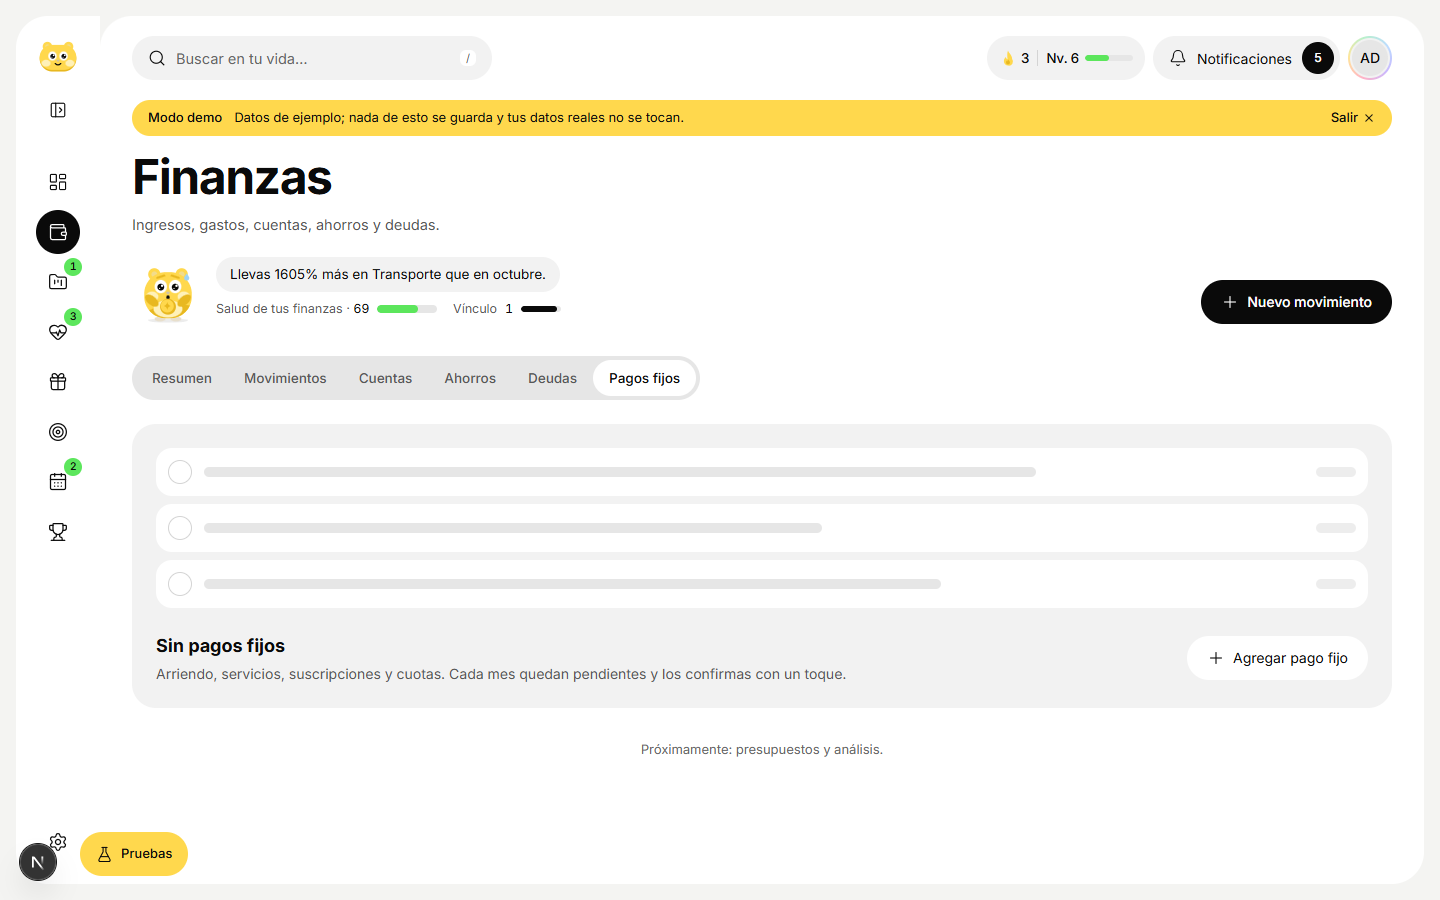 Buscar en tu vida...
/
3
Nv. 6
Notificaciones
5
AD
Modo demo
Datos de ejemplo; nada de esto se guarda y tus datos reales no se tocan.
Salir
Finanzas
Ingresos, gastos, cuentas, ahorros y deudas.
Llevas 1605% más en Transporte que en octubre.
Salud de tus finanzas · 69
Vínculo 1
Nuevo movimiento
1
3
2
Resumen
Movimientos
Cuentas
Ahorros
Deudas
Pagos fijos
Sin pagos fijos
Arriendo, servicios, suscripciones y cuotas. Cada mes quedan pendientes y los confirmas con un toque.
Agregar pago fijo
Próximamente: presupuestos y análisis.
N
Pruebas